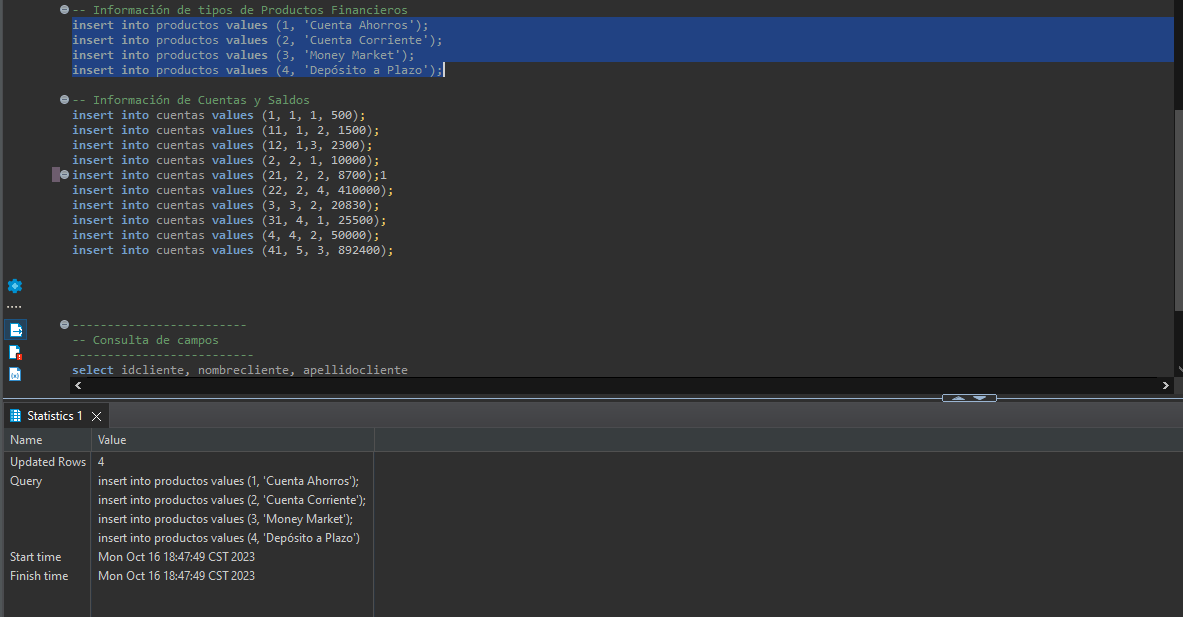 -- Información de tipos de Productos Financieros
insert into productos values (1, 'Cuenta Ahorros');
insert into productos values (2, 'Cuenta Corriente');
insert into productos values (3, 'Money Market');
insert into productos values (4, 'Depósito a Plazo');
-- Información de Cuentas y Saldos
insert into cuentas values (1, 1, 1, 500);
insert into cuentas values (11, 1, 2, 1500);
insert into cuentas values (12, 1,3, 2300);
insert into cuentas values (2, 2, 1, 10000);
insert into cuentas values (21, 2, 2, 8700);1
insert into cuentas values (22, 2, 4, 410000);
insert into cuentas values (3, 3, 2, 20830);
insert into cuentas values (31, 4, 1, 25500);
insert into cuentas values (4, 4, 2, 50000);
insert into cuentas values (41, 5, 3, 892400);
-------------------------
-- Consulta de campos
--------------------------
select idcliente, nombrecliente, apellidocliente
Statistics 1
Name Value
Updated Rows 4
Query insert into productos values (1, 'Cuenta Ahorros');
insert into productos values (2, 'Cuenta Corriente');
insert into productos values (3, 'Money Market');
insert into productos values (4, 'Depósito a Plazo')
Start time Mon Oct 16 18:47:49 CST 2023
Finish time Mon Oct 16 18:47:49 CST 2023